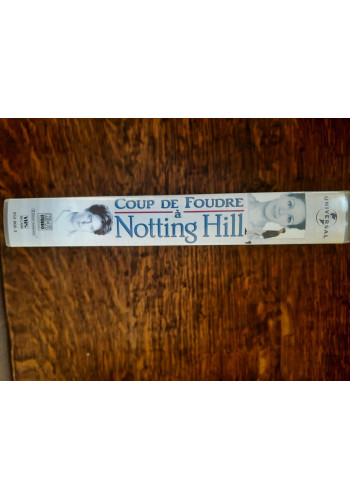 COUP DE FOUDRE
à
Notting Hill
UNIVERSAL
VHS